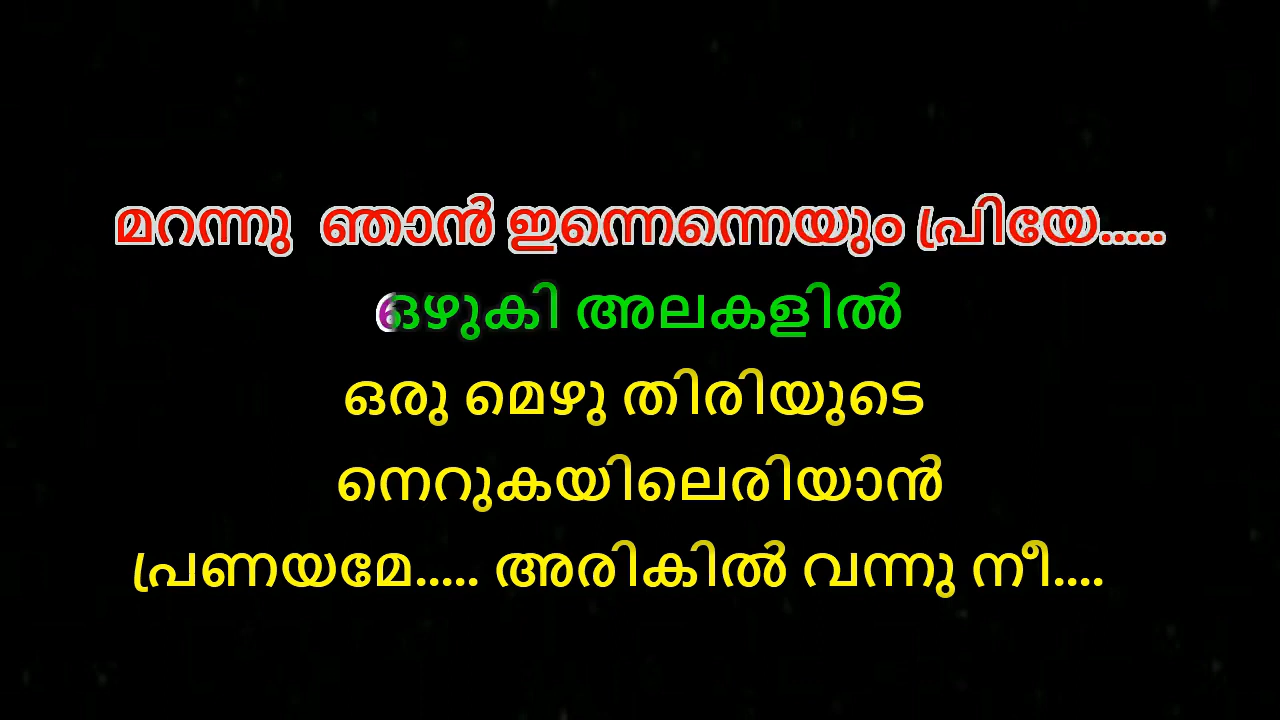 മറന്നു ഞാൻ ഇന്നെന്നെയും പ്രിയേ.....
ഒഴുകി അലകളിൽ
ഒരു മെഴു തിരിയുടെ
നെറുകയിലെരിയാൻ
പ്രണയമേ..... അരികിൽ വന്നു നീ....